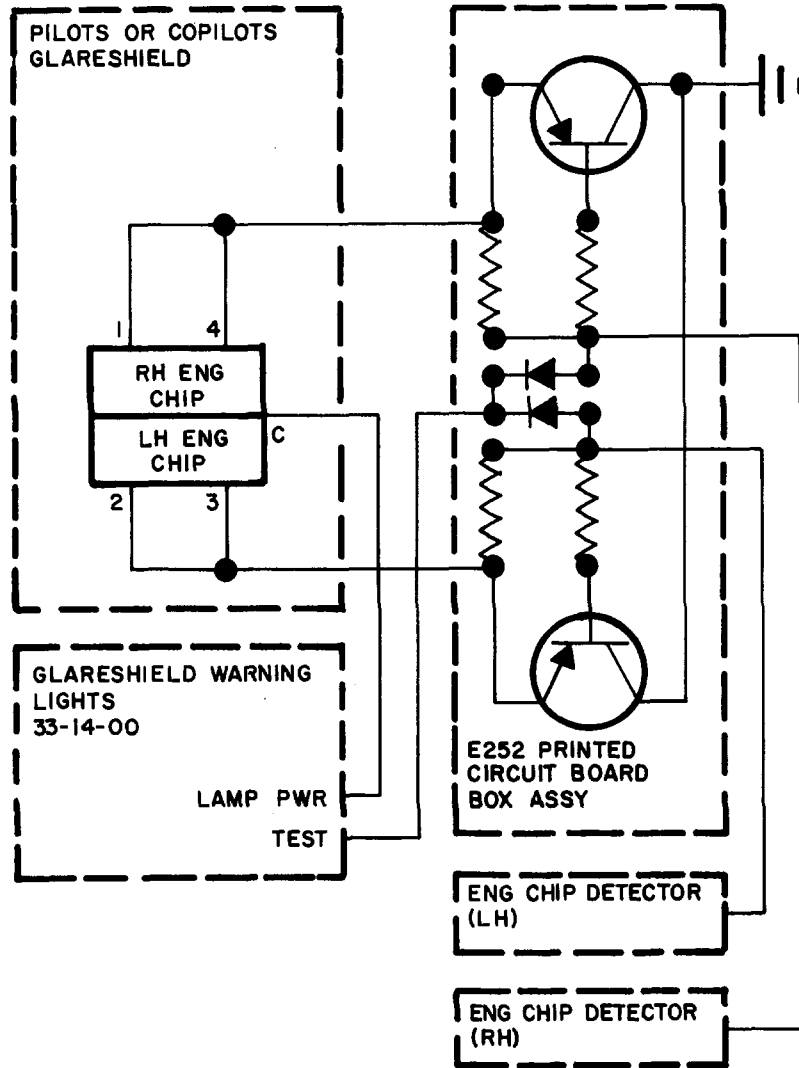 PILOTS OR COPILOTS
GLARESHIELD
1
4
RH ENG
CHIP
C
LH ENG
CHIP
2
3
GLARESHIELD WARNING
LIGHTS
33-14-00
LAMP PWR
TEST
E252 PRINTED
CIRCUIT BOARD
BOX ASSY
ENG CHIP DETECTOR
(LH)
ENG CHIP DETECTOR
(RH)